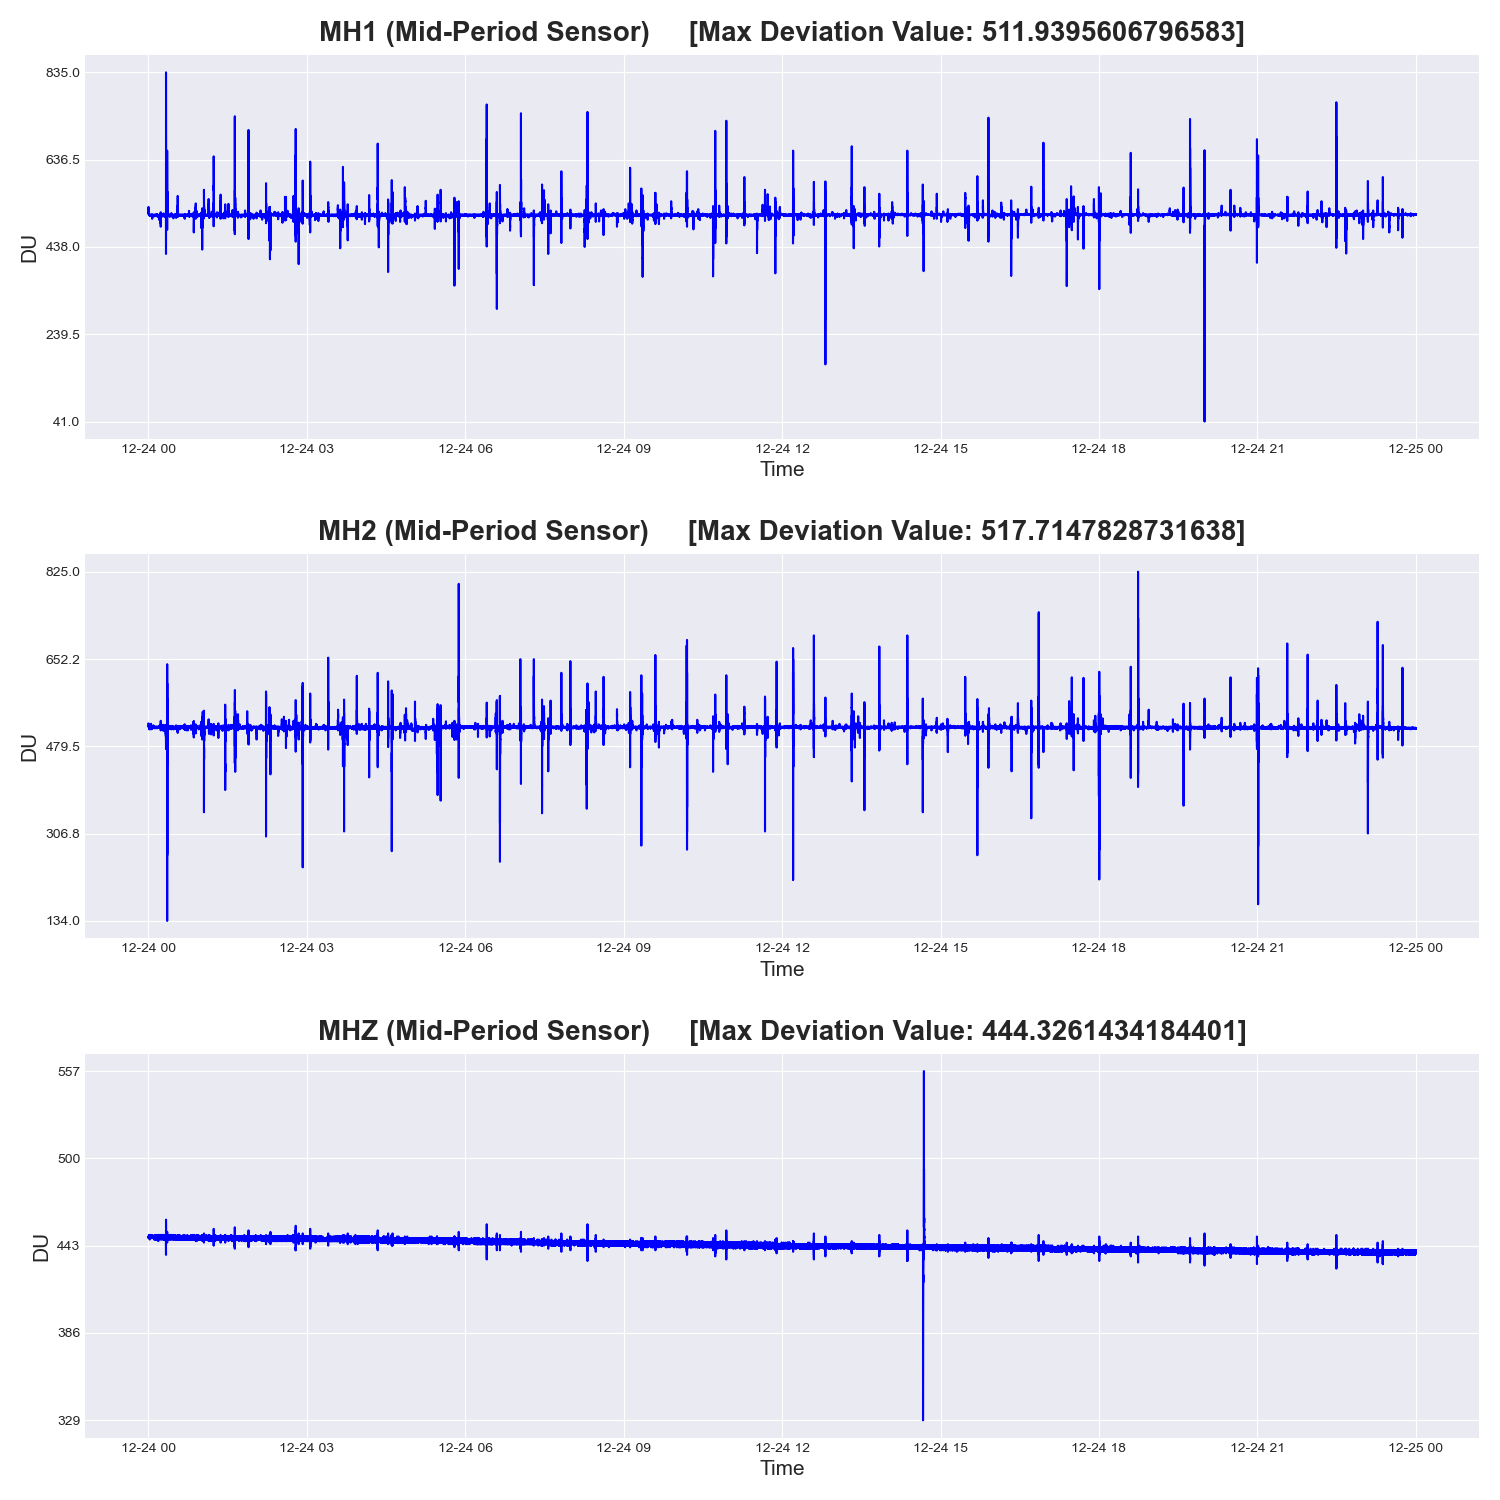 MH1 (Mid-Period Sensor) [Max Deviation Value: 511.9395606796583]
835.0
636.5
438.0
239.5
41.0
DU
12-24 00 12-24 03 12-24 06 12-24 09 12-24 12 12-24 15 12-24 18 12-24 21 12-25 00
Time
MH2 (Mid-Period Sensor) [Max Deviation Value: 517.7147828731638]
825.0
652.2
479.5
306.8
134.0
DU
12-24 00 12-24 03 12-24 06 12-24 09 12-24 12 12-24 15 12-24 18 12-24 21 12-25 00
Time
MHZ (Mid-Period Sensor) [Max Deviation Value: 444.3261434184401]
557
500
443
386
329
DU
12-24 00 12-24 03 12-24 06 12-24 09 12-24 12 12-24 15 12-24 18 12-24 21 12-25 00
Time